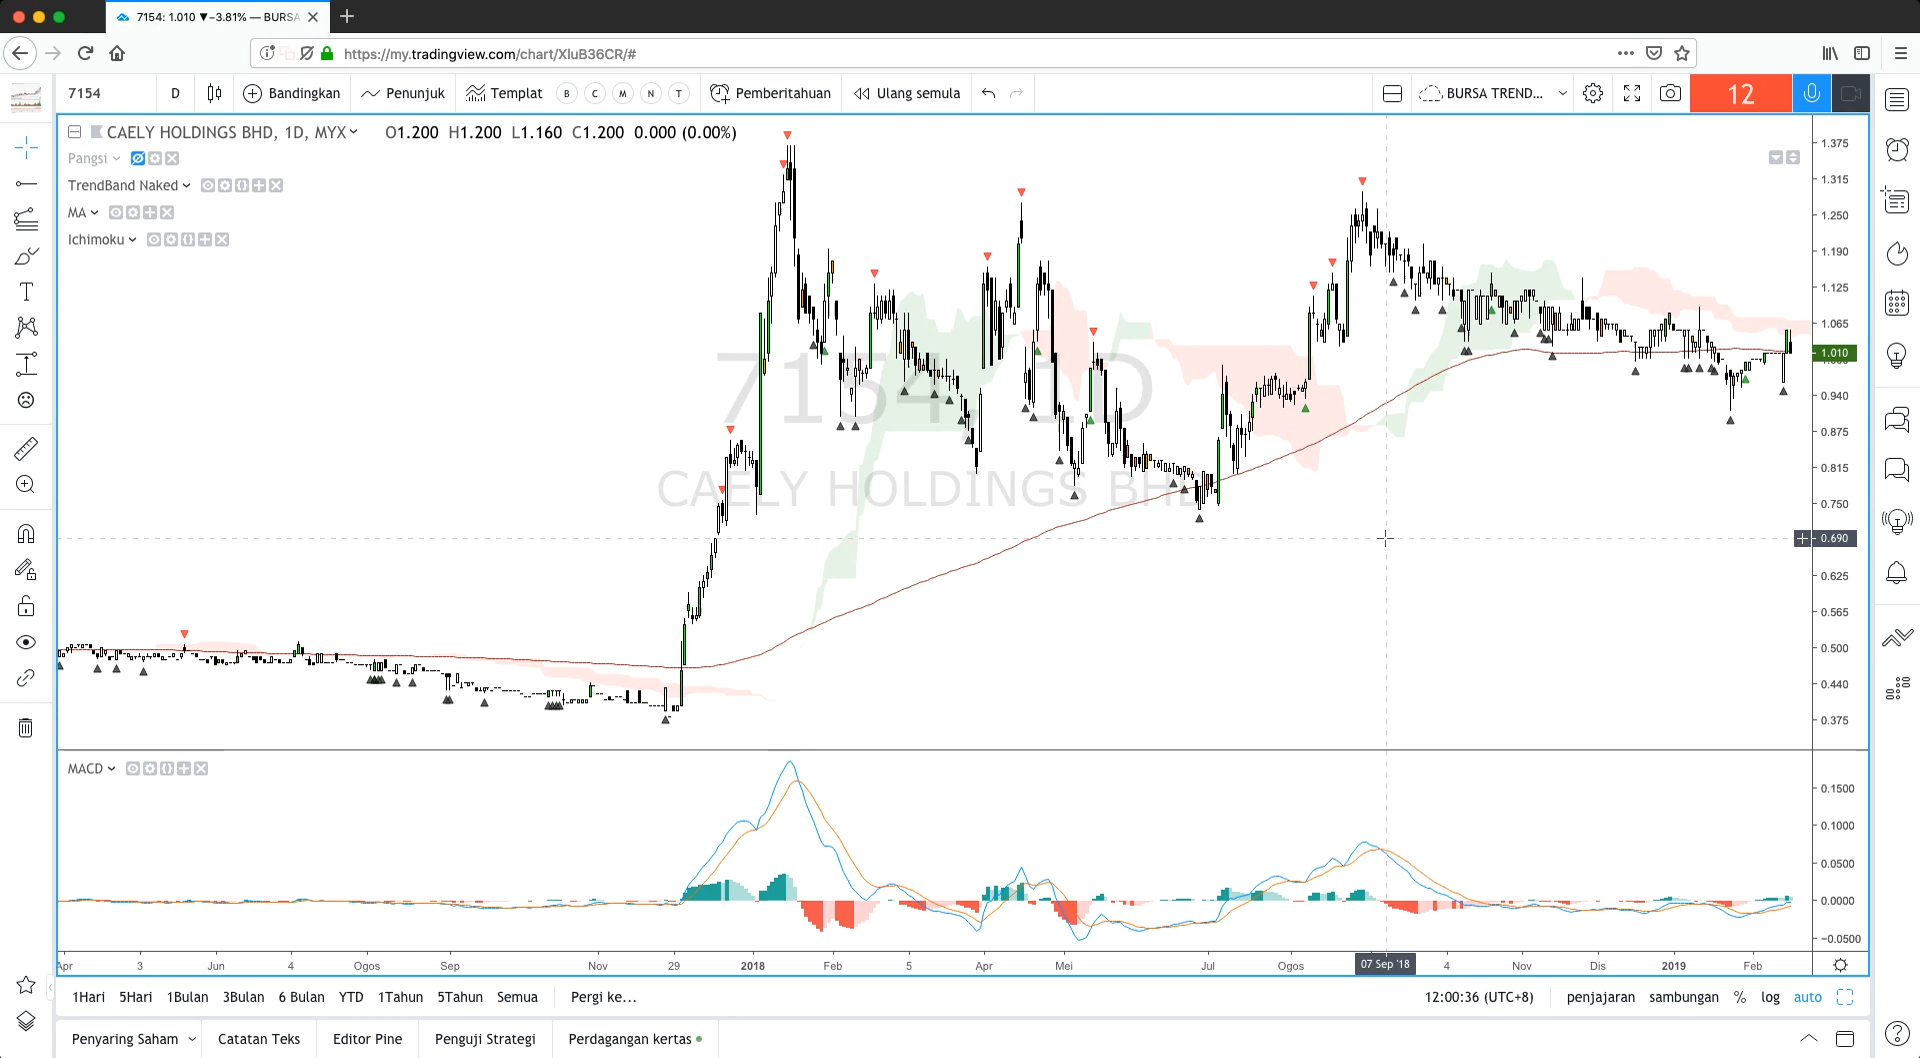 7154: 1.010 ▼−3.81% — BURSA
https://my.tradingview.com/chart/XluB36CR/#
7154 D Bandingkan Penunjuk Templat B C M N T Pemberitahuan Ulang semula BURSA TREND... 12
CAELY HOLDINGS BHD, 1D, MYX O1.200 H1.200 L1.160 C1.200 0.000 (0.00%)
Pangsi
TrendBand Naked
MA
Ichimoku
7154, 1D
CAELY HOLDINGS BHD
1.375
1.315
1.250
1.190
1.125
1.065
1.010
0.940
0.875
0.815
0.750
0.690
0.625
0.565
0.500
0.440
0.375
MACD
0.1500
0.1000
0.0500
0.0000
−0.0500
Apr 3 Jun 4 Ogos Sep Nov 29 2018 Feb 5 Apr Mei Jul Ogos 07 Sep '18 4 Nov Dis 2019 Feb
1Hari 5Hari 1Bulan 3Bulan 6 Bulan YTD 1Tahun 5Tahun Semua Pergi ke... 12:00:36 (UTC+8) penjajaran sambungan % log auto
Penyaring Saham Catatan Teks Editor Pine Penguji Strategi Perdagangan kertas